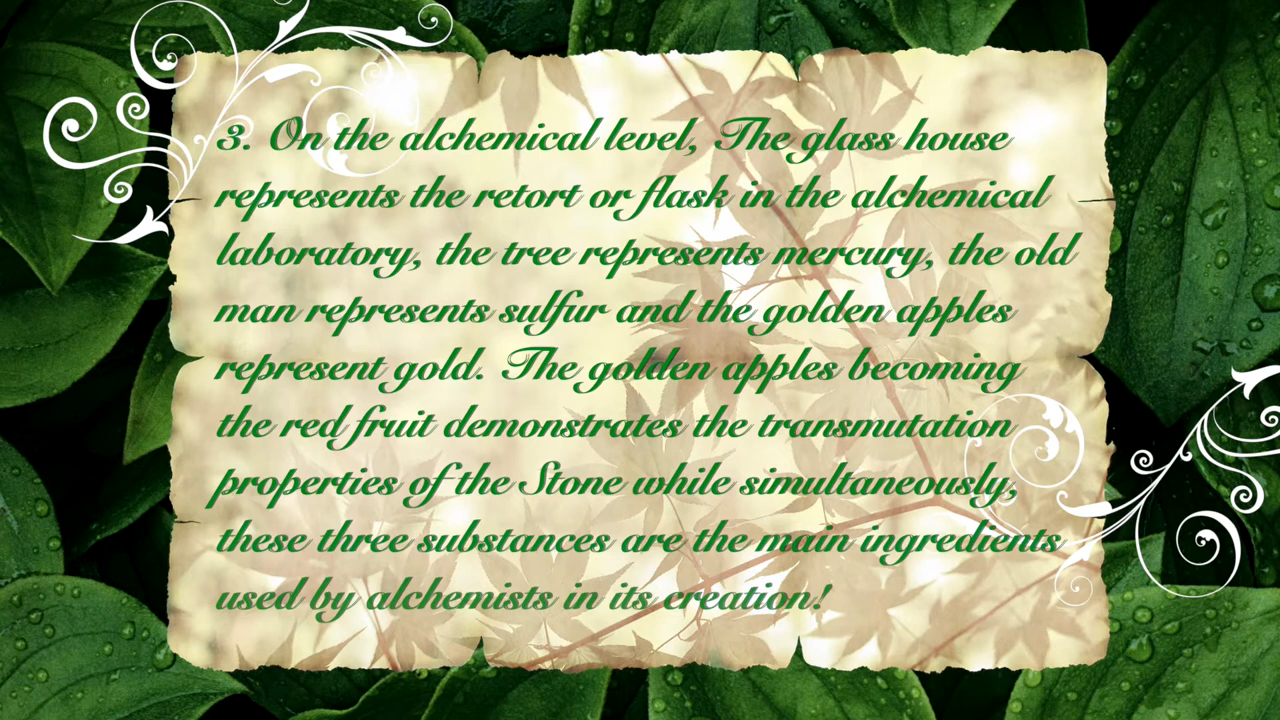 3. On the alchemical level, The glass house
represents the retort or flask in the alchemical
laboratory, the tree represents mercury, the old
man represents sulfur and the golden apples
represent gold. The golden apples becoming
the red fruit demonstrates the transmutation
properties of the Stone while simultaneously,
these three substances are the main ingredients
used by alchemists in its creation!